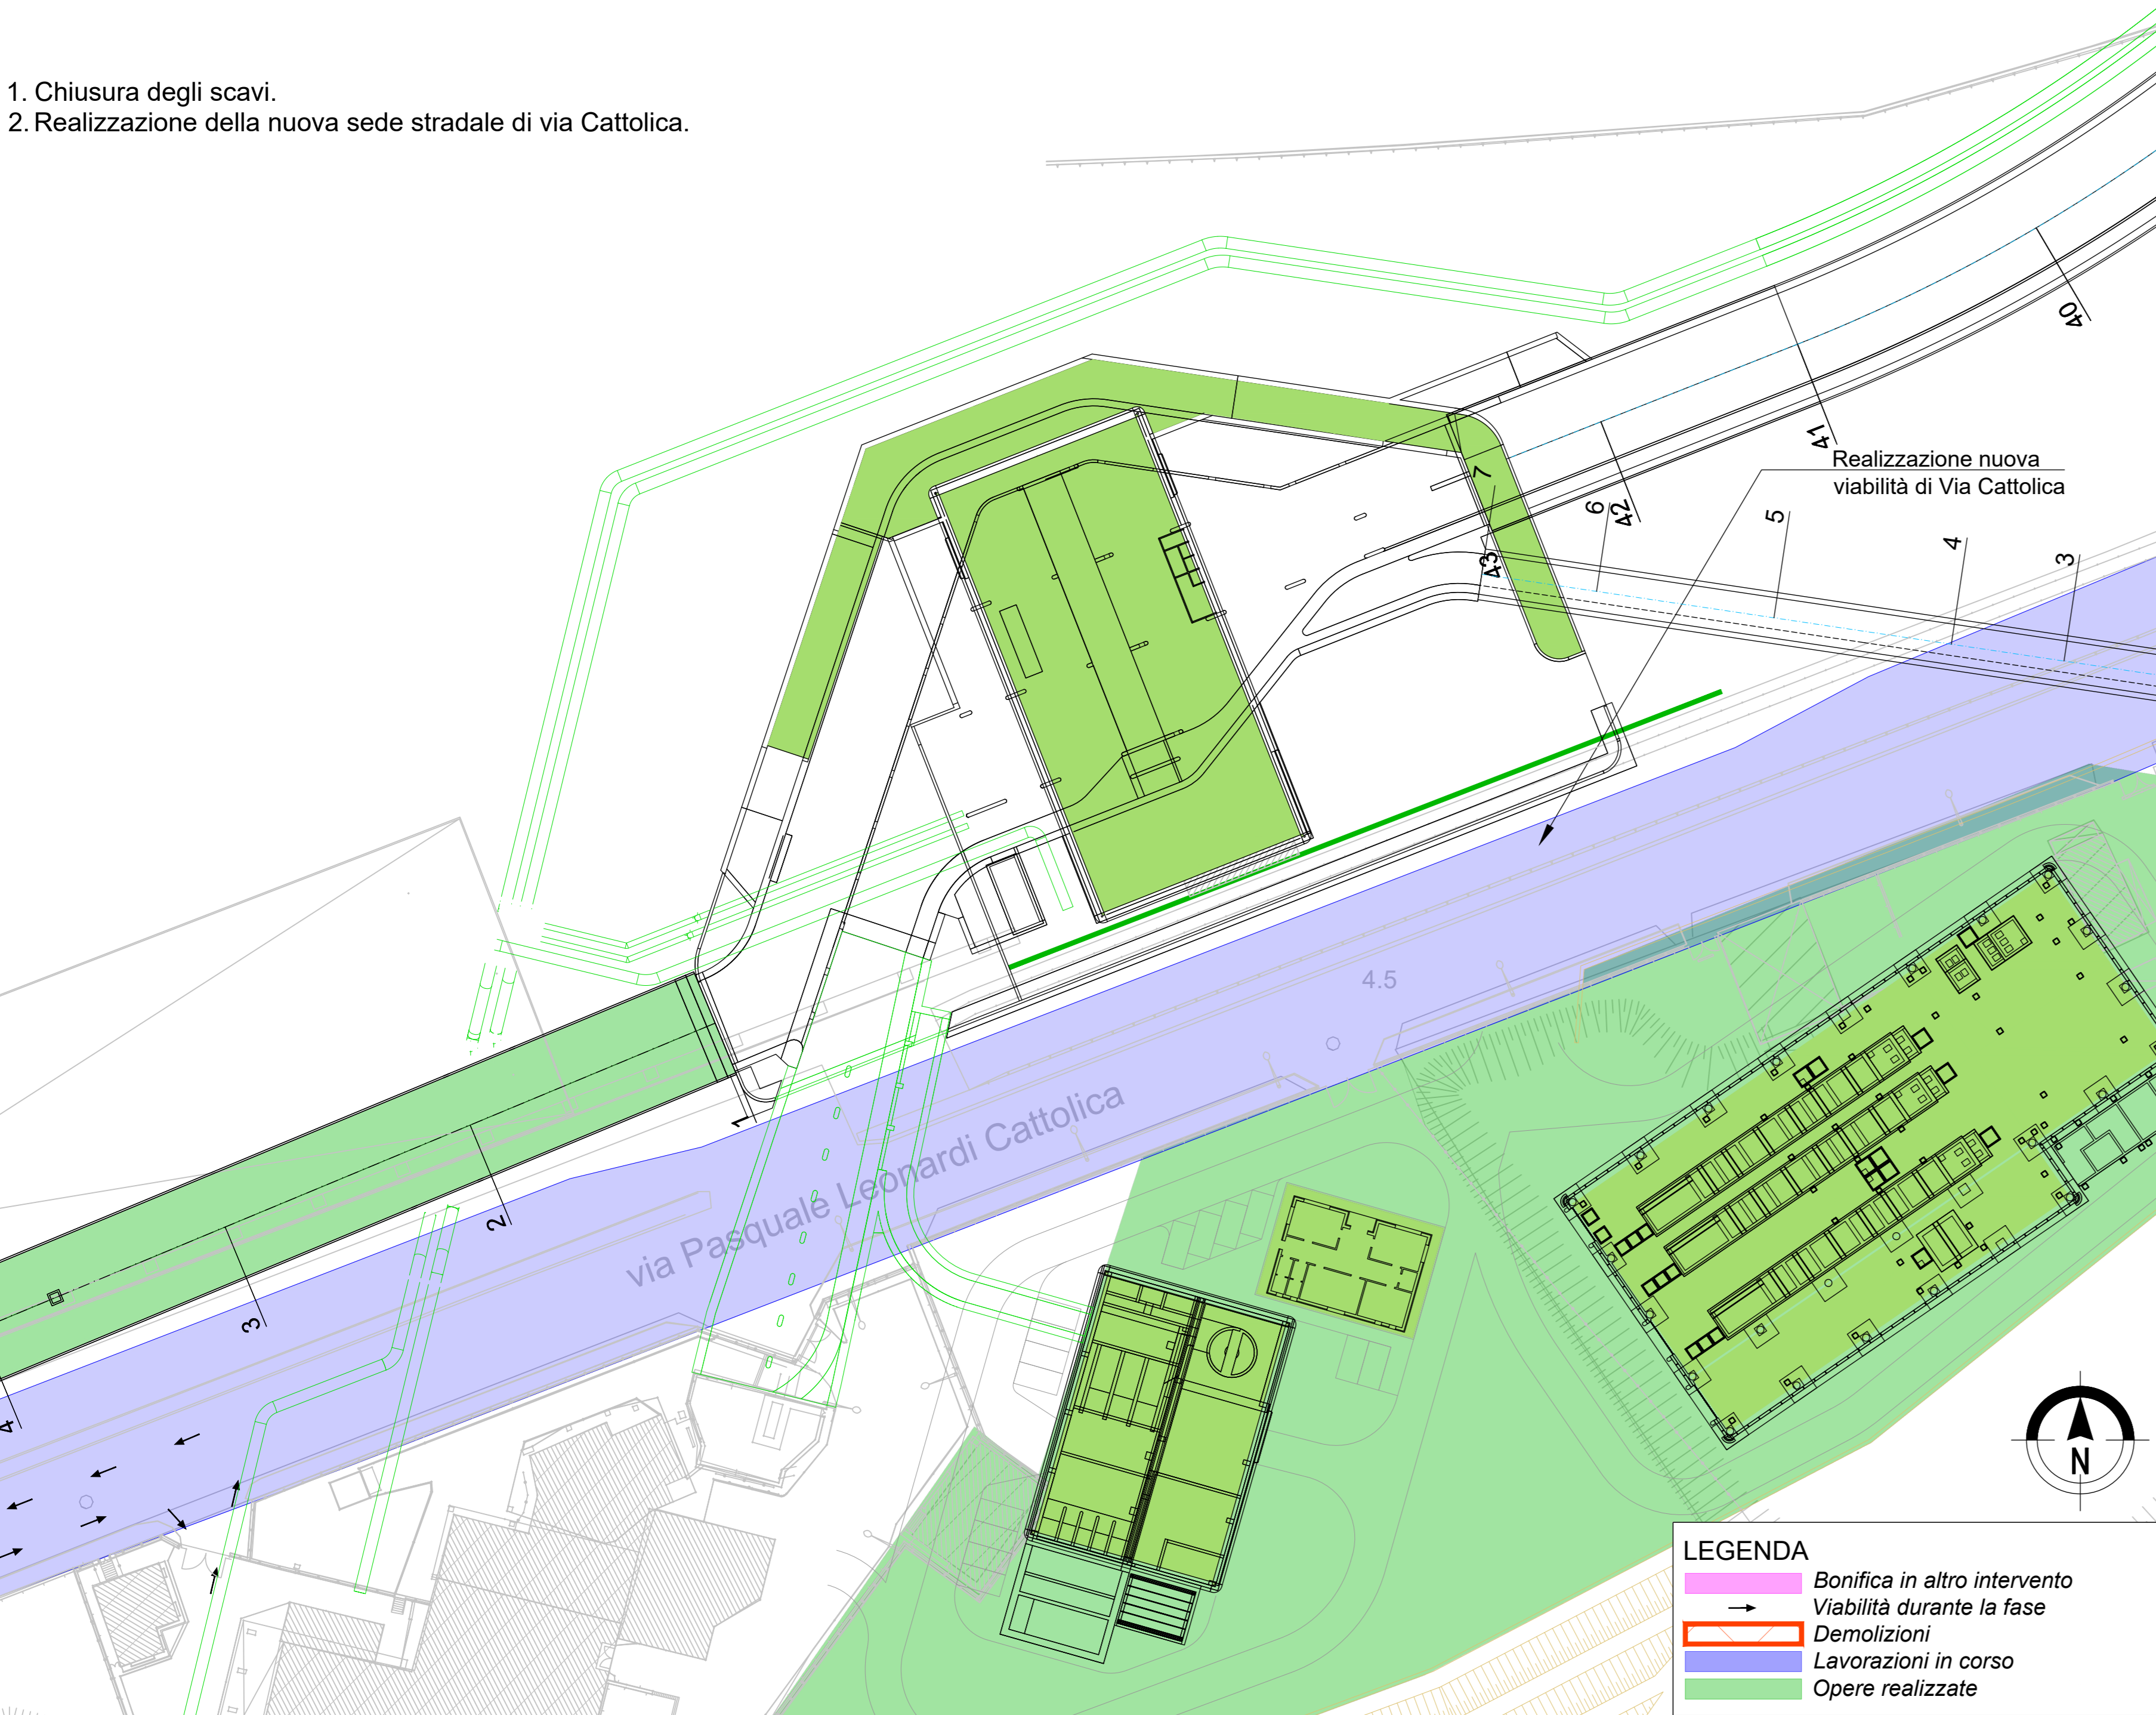 1. Chiusura degli scavi.
2. Realizzazione della nuova sede stradale di via Cattolica.
40
41
Realizzazione nuova
viabilità di Via Cattolica
7
6
42
5
4
3
43
4.5
via Pasquale Leonardi Cattolica
1
2
3
4
N
LEGENDA
Bonifica in altro intervento
Viabilità durante la fase
Demolizioni
Lavorazioni in corso
Opere realizzate